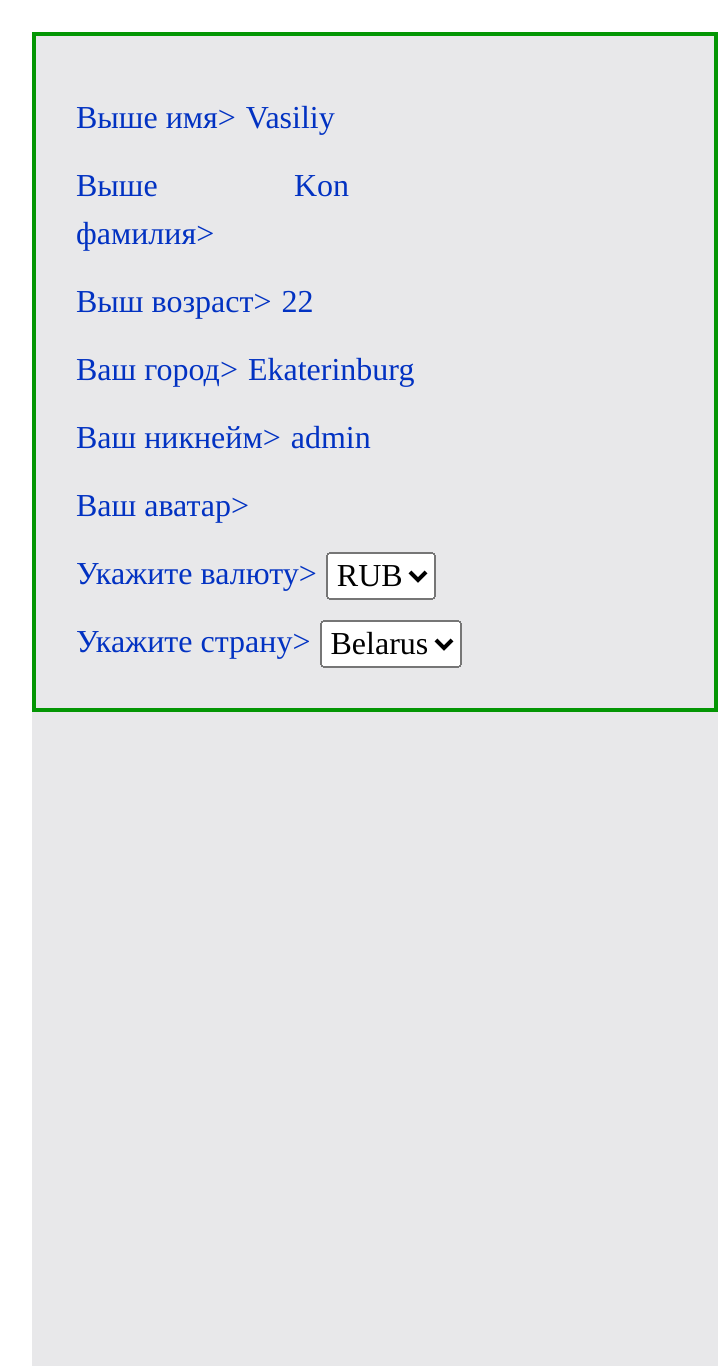 Выше имя> Vasiliy
Выше Kon
фамилия>
Выш возраст> 22
Ваш город> Ekaterinburg
Ваш никнейм> admin
Ваш аватар>
Укажите валюту> RUB
Укажите страну> Belarus